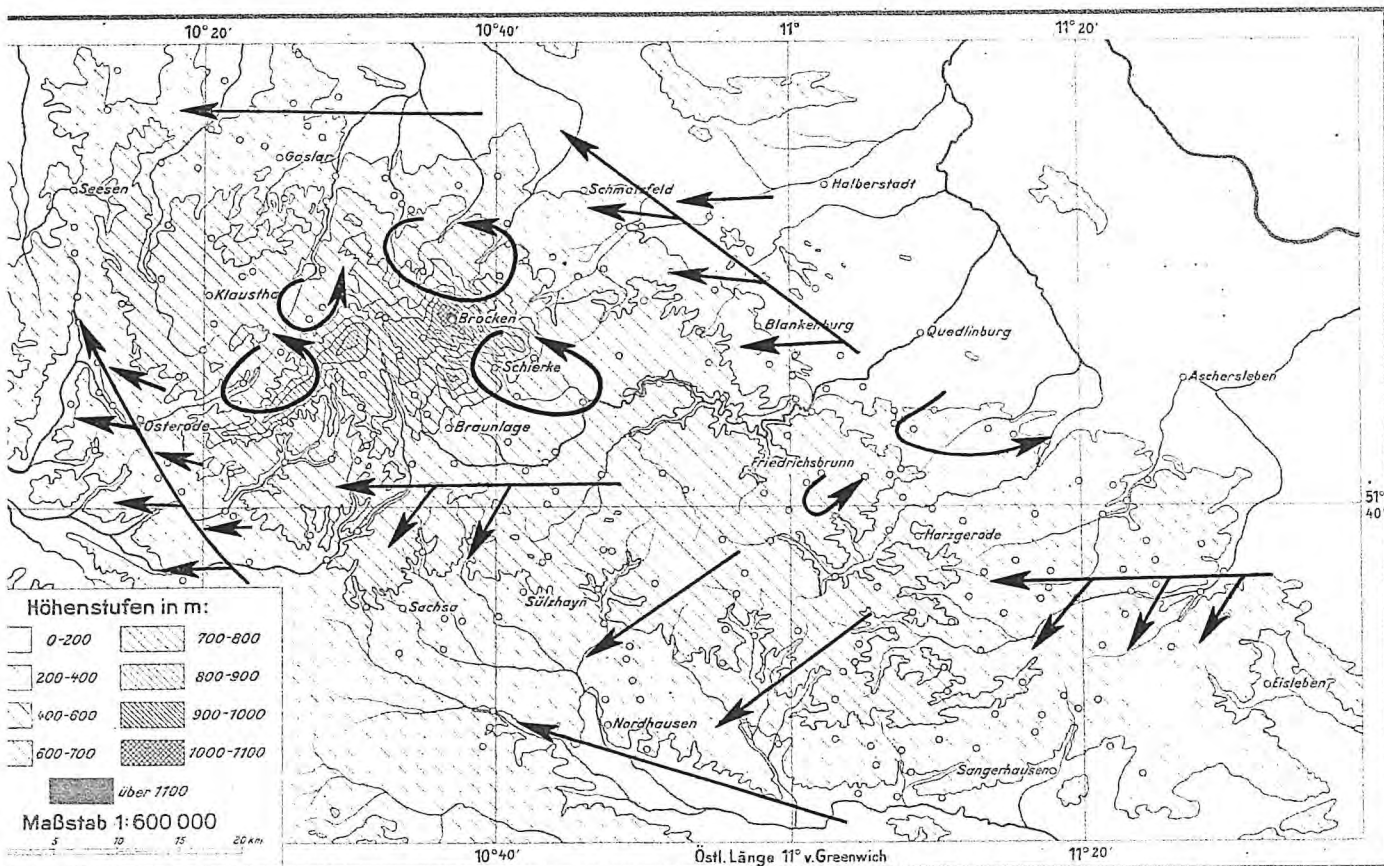 10° 20′
10° 40′
11°
11° 20′
Goslar
Seesen
Schmatzfeld
Halberstadt
Klaustha
Brocken
Blankenburg
Quedlinburg
Schierke
Aschersleben
Osterode
Braunlage
Friedrichsbrunn
51°
40′
Harzgerode
Höhenstufen in m:
Sachsa
Sülzhayn
0-200
700-800
200-400
800-900
Eisleben
400-600
900-1000
Nordhausen
600-700
1000-1100
Sangerhausen
über 1100
Maßstab 1:600 000
5 10 15 20 km
10° 40′
Östl. Länge 11° v. Greenwich
11° 20′